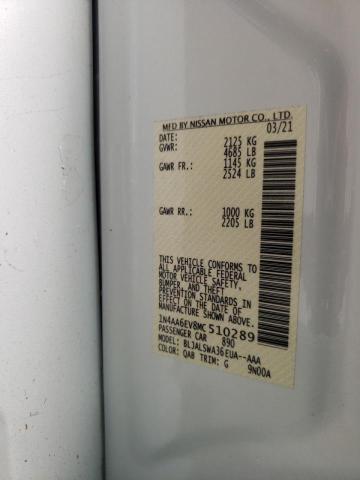 MFD BY NISSAN MOTOR CO., LTD.
DATE: 03/21
GVWR: 2125 KG
4685 LB
GAWR FR.: 1145 KG
2524 LB
GAWR RR.: 1000 KG
2205 LB
THIS VEHICLE CONFORMS TO
ALL APPLICABLE FEDERAL
MOTOR VEHICLE SAFETY,
BUMPER, AND THEFT
PREVENTION STANDARDS IN
EFFECT ON THE DATE OF
MANUFACTURE SHOWN ABOVE.
1N4AA6EV8MC510289
PASSENGER CAR 890
MODEL: BLJALSWA36EUA--AAA
COLOR: QAB TRIM: G 9N00A